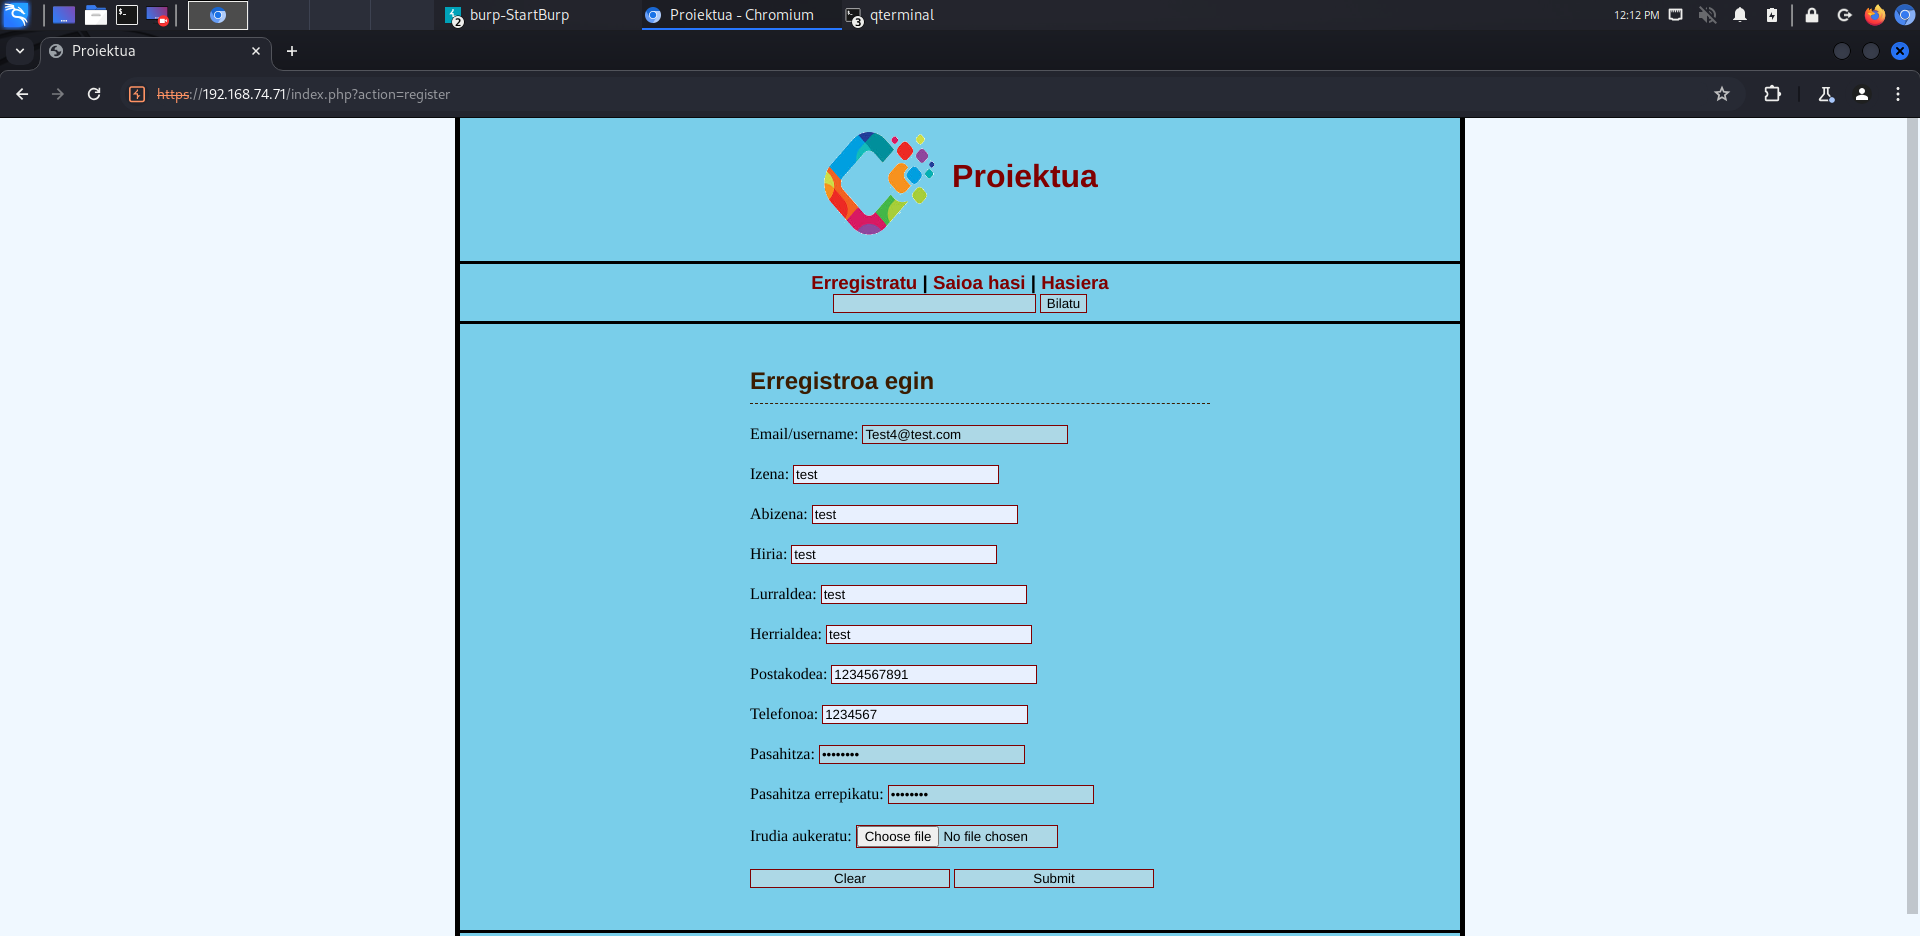 burp-StartBurp
Proiektua - Chromium
qterminal
12:12 PM
Proiektua
https://192.168.74.71/index.php?action=register
Proiektua
Erregistratu | Saioa hasi | Hasiera
Bilatu
Erregistroa egin
Email/username: Test4@test.com
Izena: test
Abizena: test
Hiria: test
Lurraldea: test
Herrialdea: test
Postakodea: 1234567891
Telefonoa: 1234567
Pasahitza: ••••••••
Pasahitza errepikatu: ••••••••
Irudia aukeratu: Choose file No file chosen
Clear Submit